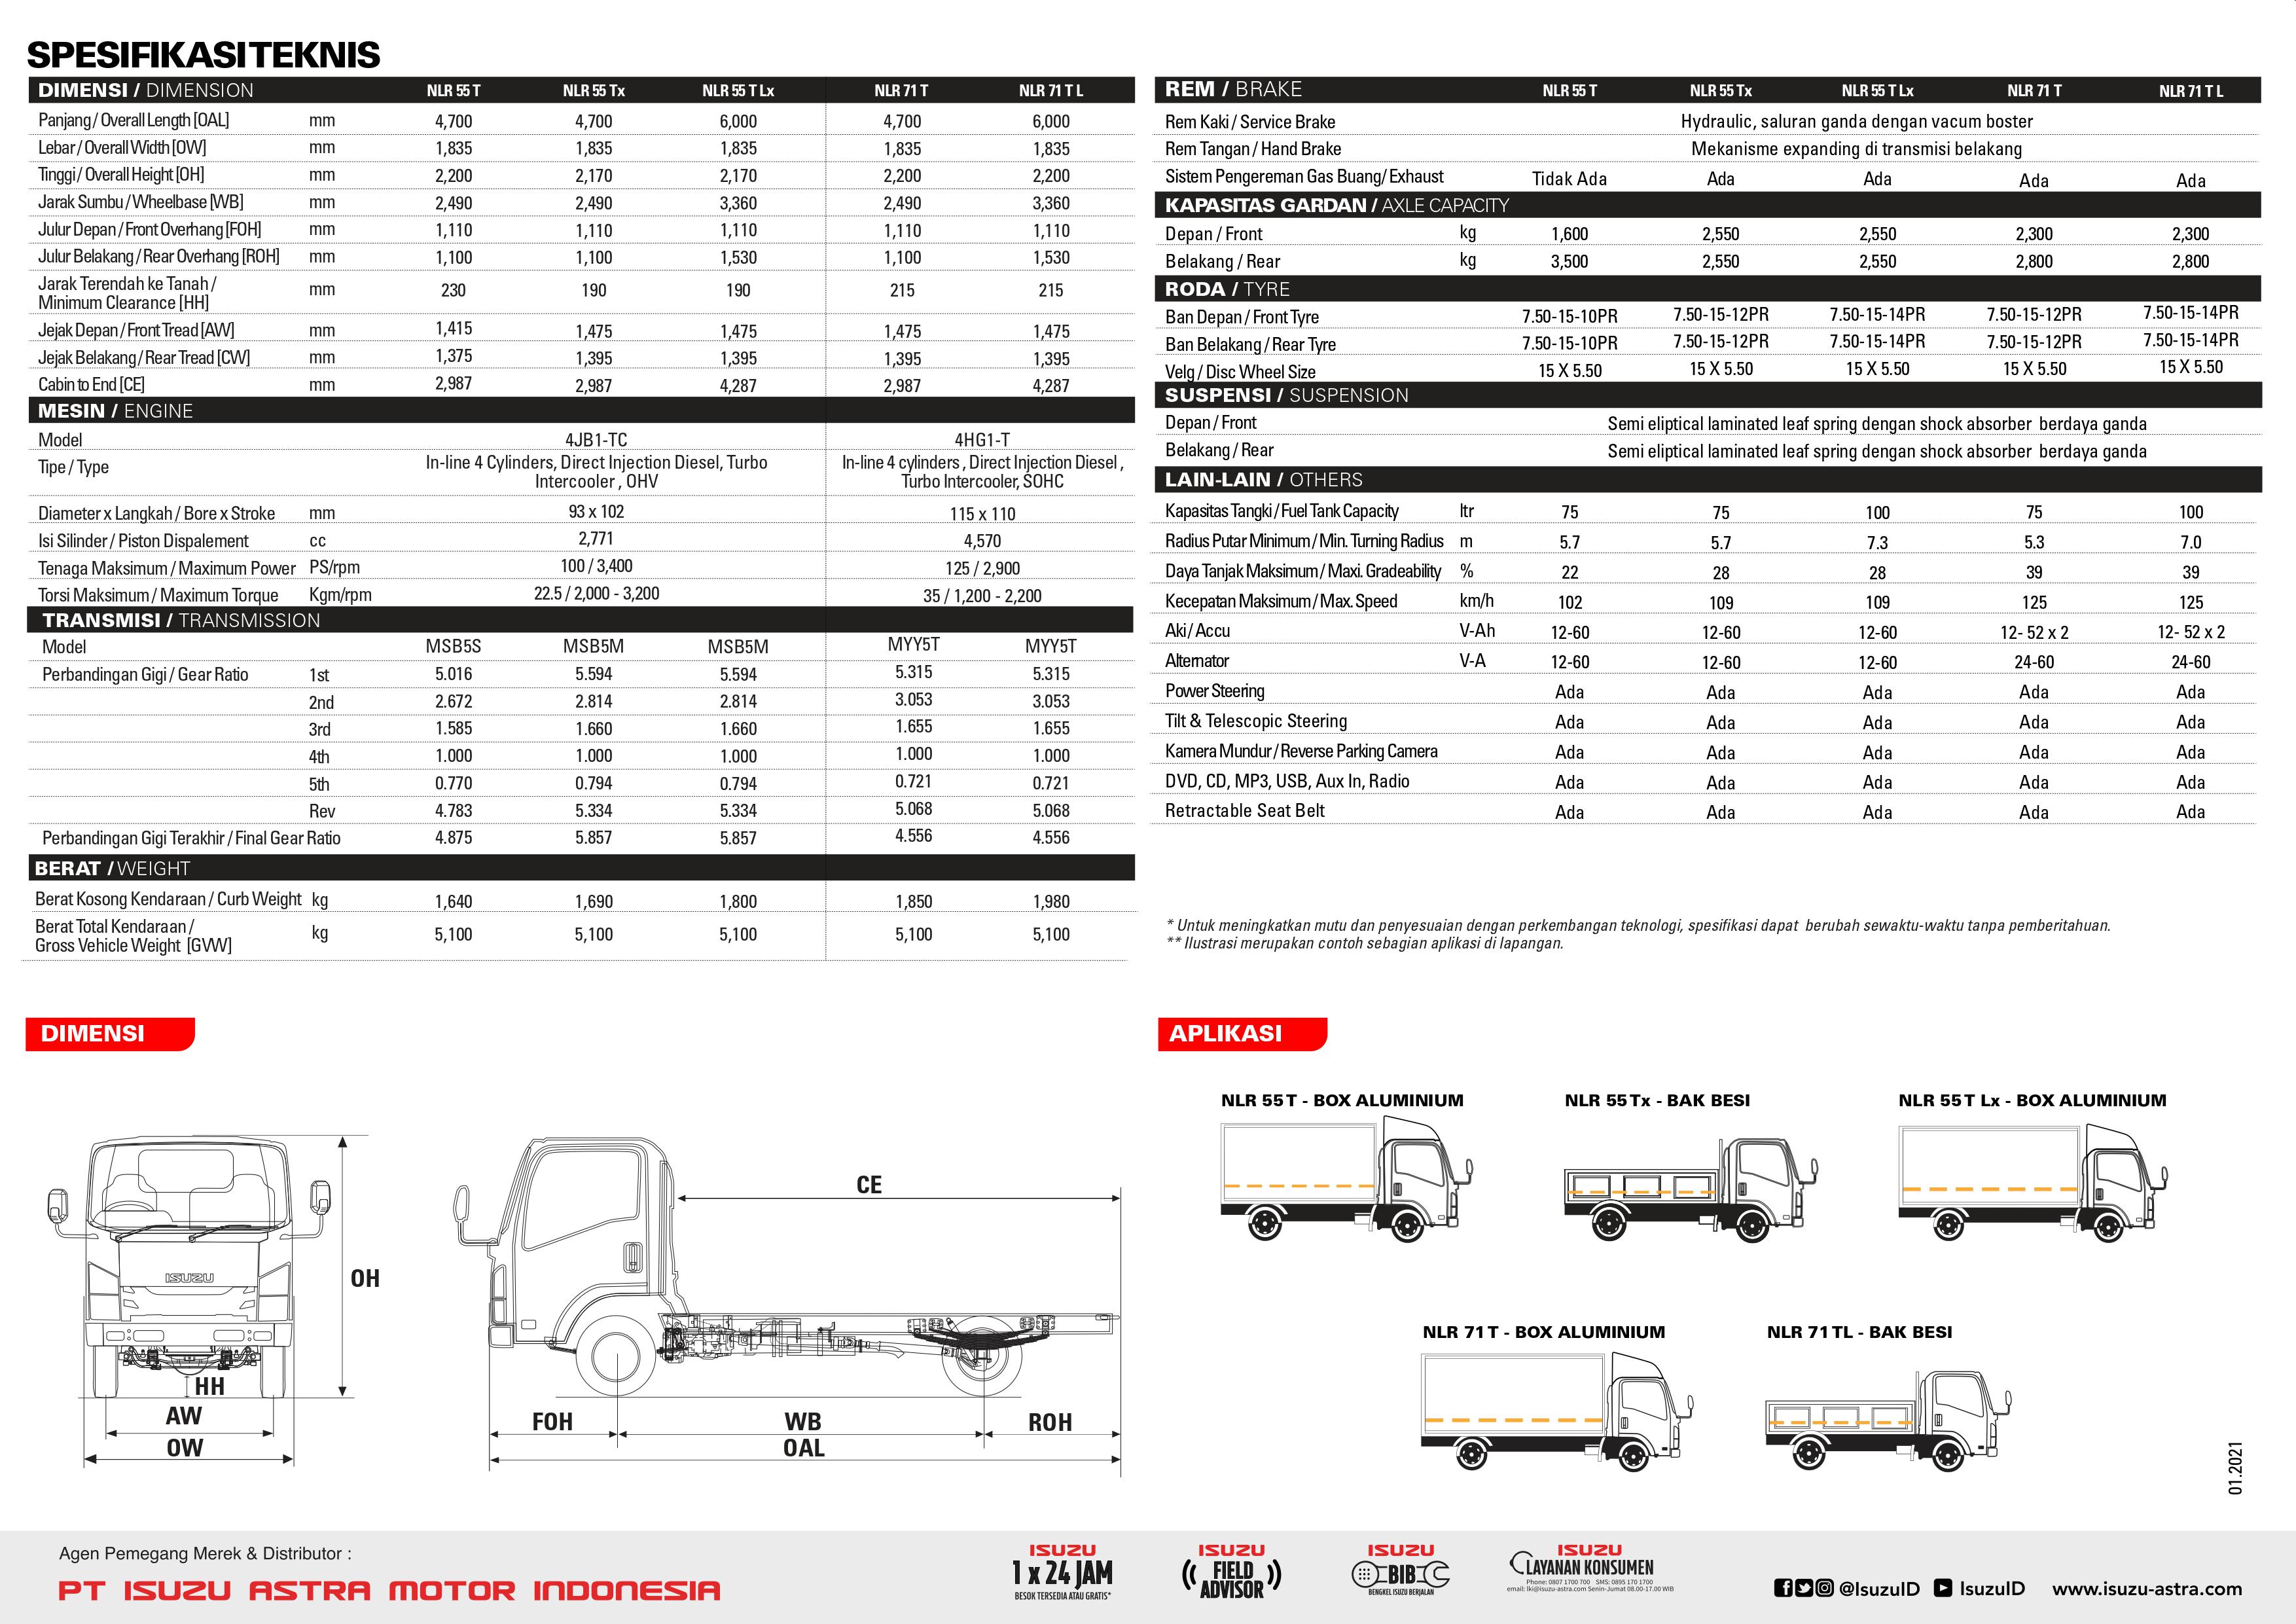 SPESIFIKASI TEKNIS
DIMENSI / DIMENSION NLR 55 T NLR 55 Tx NLR 55 T Lx NLR 71 T NLR 71 T L
Panjang / Overall Length [OAL] mm 4,700 4,700 6,000 4,700 6,000
Lebar / Overall Width [OW] mm 1,835 1,835 1,835 1,835 1,835
Tinggi / Overall Height [OH] mm 2,200 2,170 2,170 2,200 2,200
Jarak Sumbu / Wheelbase [WB] mm 2,490 2,490 3,360 2,490 3,360
Julur Depan / Front Overhang [FOH] mm 1,110 1,110 1,110 1,110 1,110
Julur Belakang / Rear Overhang [ROH] mm 1,100 1,100 1,530 1,100 1,530
Jarak Terendah ke Tanah /
Minimum Clearance [HH] mm 230 190 190 215 215
Jejak Depan / Front Tread [AW] mm 1,415 1,475 1,475 1,475 1,475
Jejak Belakang / Rear Tread [CW] mm 1,375 1,395 1,395 1,395 1,395
Cabin to End [CE] mm 2,987 2,987 4,287 2,987 4,287
MESIN / ENGINE
Model 4JB1-TC 4HG1-T
Tipe / Type In-line 4 Cylinders, Direct Injection Diesel, Turbo In-line 4 cylinders , Direct Injection Diesel ,
Intercooler , OHV Turbo Intercooler, SOHC
Diameter x Langkah / Bore x Stroke mm 93 x 102 115 x 110
Isi Silinder / Piston Dispalement cc 2,771 4,570
Tenaga Maksimum / Maximum Power PS/rpm 100 / 3,400 125 / 2,900
Torsi Maksimum / Maximum Torque Kgm/rpm 22.5 / 2,000 - 3,200 35 / 1,200 - 2,200
TRANSMISI / TRANSMISSION
Model MSB5S MSB5M MSB5M MYY5T MYY5T
Perbandingan Gigi / Gear Ratio 1st 5.016 5.594 5.594 5.315 5.315
2nd 2.672 2.814 2.814 3.053 3.053
3rd 1.585 1.660 1.660 1.655 1.655
4th 1.000 1.000 1.000 1.000 1.000
5th 0.770 0.794 0.794 0.721 0.721
Rev 4.783 5.334 5.334 5.068 5.068
Perbandingan Gigi Terakhir / Final Gear Ratio 4.875 5.857 5.857 4.556 4.556
BERAT / WEIGHT
Berat Kosong Kendaraan / Curb Weight kg 1,640 1,690 1,800 1,850 1,980
Berat Total Kendaraan /
Gross Vehicle Weight [GVW] kg 5,100 5,100 5,100 5,100 5,100
REM / BRAKE NLR 55 T NLR 55 Tx NLR 55 T Lx NLR 71 T NLR 71 T L
Rem Kaki / Service Brake Hydraulic, saluran ganda dengan vacum boster
Rem Tangan / Hand Brake Mekanisme expanding di transmisi belakang
Sistem Pengereman Gas Buang/ Exhaust Tidak Ada Ada Ada Ada Ada
KAPASITAS GARDAN / AXLE CAPACITY
Depan / Front kg 1,600 2,550 2,550 2,300 2,300
Belakang / Rear kg 3,500 2,550 2,550 2,800 2,800
RODA / TYRE
Ban Depan / Front Tyre 7.50-15-10PR 7.50-15-12PR 7.50-15-14PR 7.50-15-12PR 7.50-15-14PR
Ban Belakang / Rear Tyre 7.50-15-10PR 7.50-15-12PR 7.50-15-14PR 7.50-15-12PR 7.50-15-14PR
Velg / Disc Wheel Size 15 X 5.50 15 X 5.50 15 X 5.50 15 X 5.50 15 X 5.50
SUSPENSI / SUSPENSION
Depan / Front Semi eliptical laminated leaf spring dengan shock absorber berdaya ganda
Belakang / Rear Semi eliptical laminated leaf spring dengan shock absorber berdaya ganda
LAIN-LAIN / OTHERS
Kapasitas Tangki / Fuel Tank Capacity ltr 75 75 100 75 100
Radius Putar Minimum / Min. Turning Radius m 5.7 5.7 7.3 5.3 7.0
Daya Tanjak Maksimum / Maxi. Gradeability % 22 28 28 39 39
Kecepatan Maksimum / Max. Speed km/h 102 109 109 125 125
Aki / Accu V-Ah 12-60 12-60 12-60 12- 52 x 2 12- 52 x 2
Alternator V-A 12-60 12-60 12-60 24-60 24-60
Power Steering Ada Ada Ada Ada Ada
Tilt & Telescopic Steering Ada Ada Ada Ada Ada
Kamera Mundur / Reverse Parking Camera Ada Ada Ada Ada Ada
DVD, CD, MP3, USB, Aux In, Radio Ada Ada Ada Ada Ada
Retractable Seat Belt Ada Ada Ada Ada Ada
* Untuk meningkatkan mutu dan penyesuaian dengan perkembangan teknologi, spesifikasi dapat berubah sewaktu-waktu tanpa pemberitahuan.
** Ilustrasi merupakan contoh sebagian aplikasi di lapangan.
DIMENSI
ISUZU
OH
HH
AW
OW
CE
FOH WB ROH
OAL
APLIKASI
NLR 55 T - BOX ALUMINIUM NLR 55 Tx - BAK BESI NLR 55 T Lx - BOX ALUMINIUM
NLR 71 T - BOX ALUMINIUM NLR 71 TL - BAK BESI
01.2021
Agen Pemegang Merek & Distributor :
PT ISUZU ASTRA MOTOR INDONESIA
ISUZU
1 x 24 JAM
BESOK TERSEDIA ATAU GRATIS*
ISUZU
FIELD
ADVISOR
ISUZU
BIB
BENGKEL ISUZU BERJALAN
ISUZU
LAYANAN KONSUMEN
Phone: 0807 1700 700 SMS: 0895 170 1700
email: lki@isuzu-astra.com Senin-Jumat 08.00-17.00 WIB
@IsuzuID IsuzuID www.isuzu-astra.com